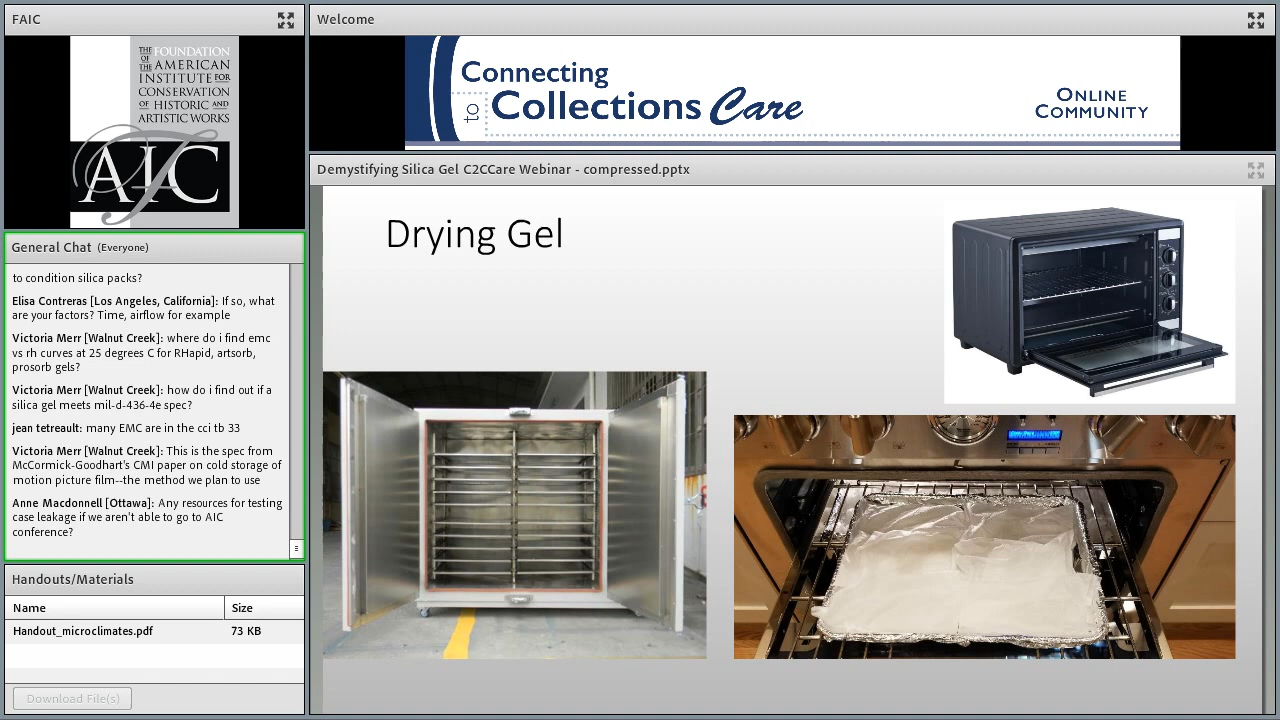 FAIC
THE FOUNDATION
OF THE AMERICAN
INSTITUTE FOR
CONSERVATION
OF HISTORIC AND
ARTISTIC WORKS
AIC
General Chat (Everyone)
to condition silica packs?
Elisa Contreras [Los Angeles, California]: If so, what
are your factors? Time, airflow for example
Victoria Merr [Walnut Creek]: where do i find emc
vs rh curves at 25 degrees C for RHapid, artsorb,
prosorb gels?
Victoria Merr [Walnut Creek]: how do i find out if a
silica gel meets mil-d-436-4e spec?
jean tetreault: many EMC are in the cci tb 33
Victoria Merr [Walnut Creek]: This is the spec from
McCormick-Goodhart's CMI paper on cold storage of
motion picture film--the method we plan to use
Anne Macdonnell [Ottawa]: Any resources for testing
case leakage if we aren't able to go to AIC
conference?
Handouts/Materials
Name Size
Handout_microclimates.pdf 73 KB
Download File(s)
Welcome
Connecting
to Collections Care
ONLINE
COMMUNITY
Demystifying Silica Gel C2CCare Webinar - compressed.pptx
Drying Gel